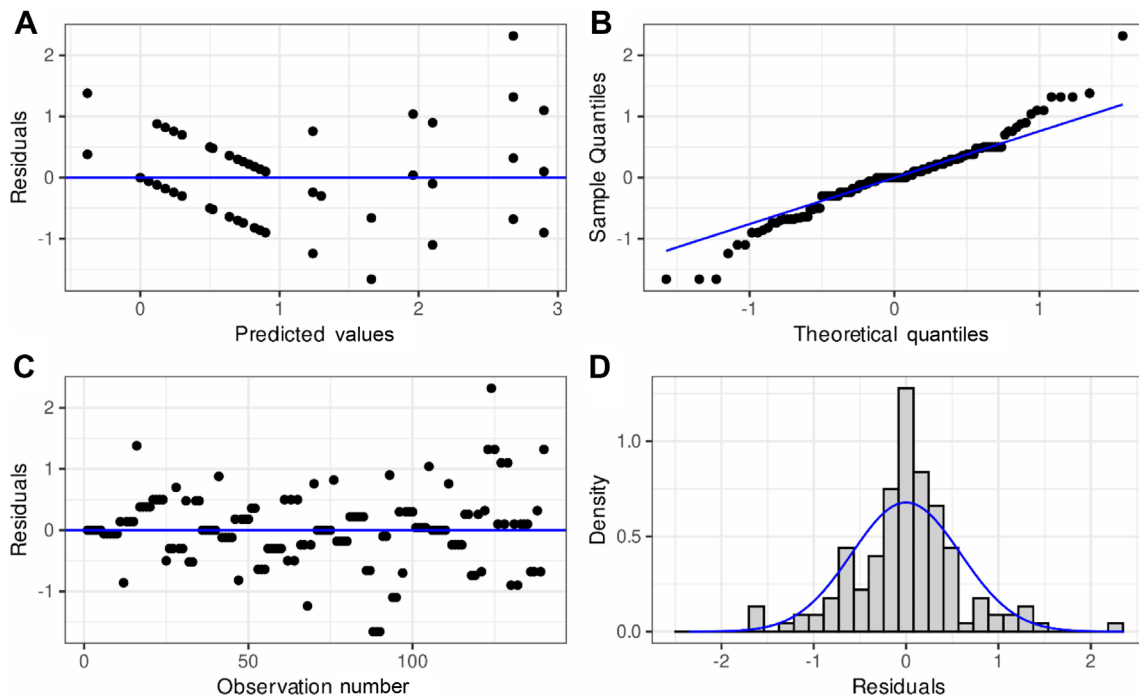 A
B
2
1
0
-1
Residuals
0
1
2
3
Predicted values
2
1
0
-1
Sample Quantiles
-1
0
1
Theoretical quantiles
C
D
2
1
0
-1
Residuals
0
50
100
Observation number
1.0
0.5
0.0
Density
-2
-1
0
1
2
Residuals